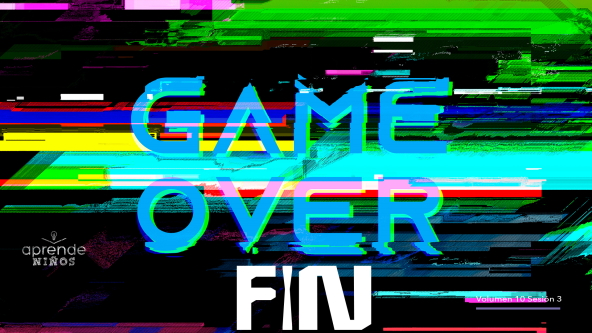 GAME
OVER
aprende
NIÑOS
FIN
Volumen 10 Sesion 3